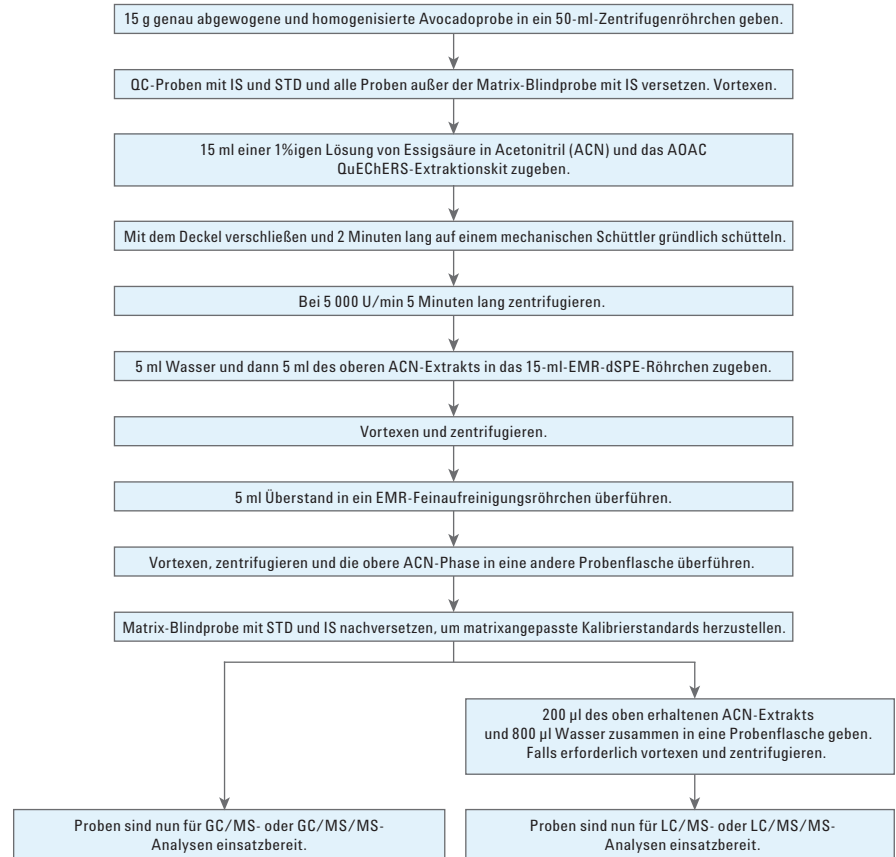 15 g genau abgewogene und homogenisierte Avocadoprobe in ein 50-ml-Zentrifugenröhrchen geben.
QC-Proben mit IS und STD und alle Proben außer der Matrix-Blindprobe mit IS versetzen. Vortexen.
15 ml einer 1%igen Lösung von Essigsäure in Acetonitril (ACN) und das AOAC
QuEChERS-Extraktionskit zugeben.
Mit dem Deckel verschließen und 2 Minuten lang auf einem mechanischen Schüttler gründlich schütteln.
Bei 5 000 U/min 5 Minuten lang zentrifugieren.
5 ml Wasser und dann 5 ml des oberen ACN-Extrakts in das 15-ml-EMR-dSPE-Röhrchen zugeben.
Vortexen und zentrifugieren.
5 ml Überstand in ein EMR-Feinaufreinigungsröhrchen überführen.
Vortexen, zentrifugieren und die obere ACN-Phase in eine andere Probenflasche überführen.
Matrix-Blindprobe mit STD und IS nachversetzen, um matrixangepasste Kalibrierstandards herzustellen.
200 µl des oben erhaltenen ACN-Extrakts
und 800 µl Wasser zusammen in eine Probenflasche geben.
Falls erforderlich vortexen und zentrifugieren.
Proben sind nun für GC/MS- oder GC/MS/MS-
Analysen einsatzbereit.
Proben sind nun für LC/MS- oder LC/MS/MS-
Analysen einsatzbereit.